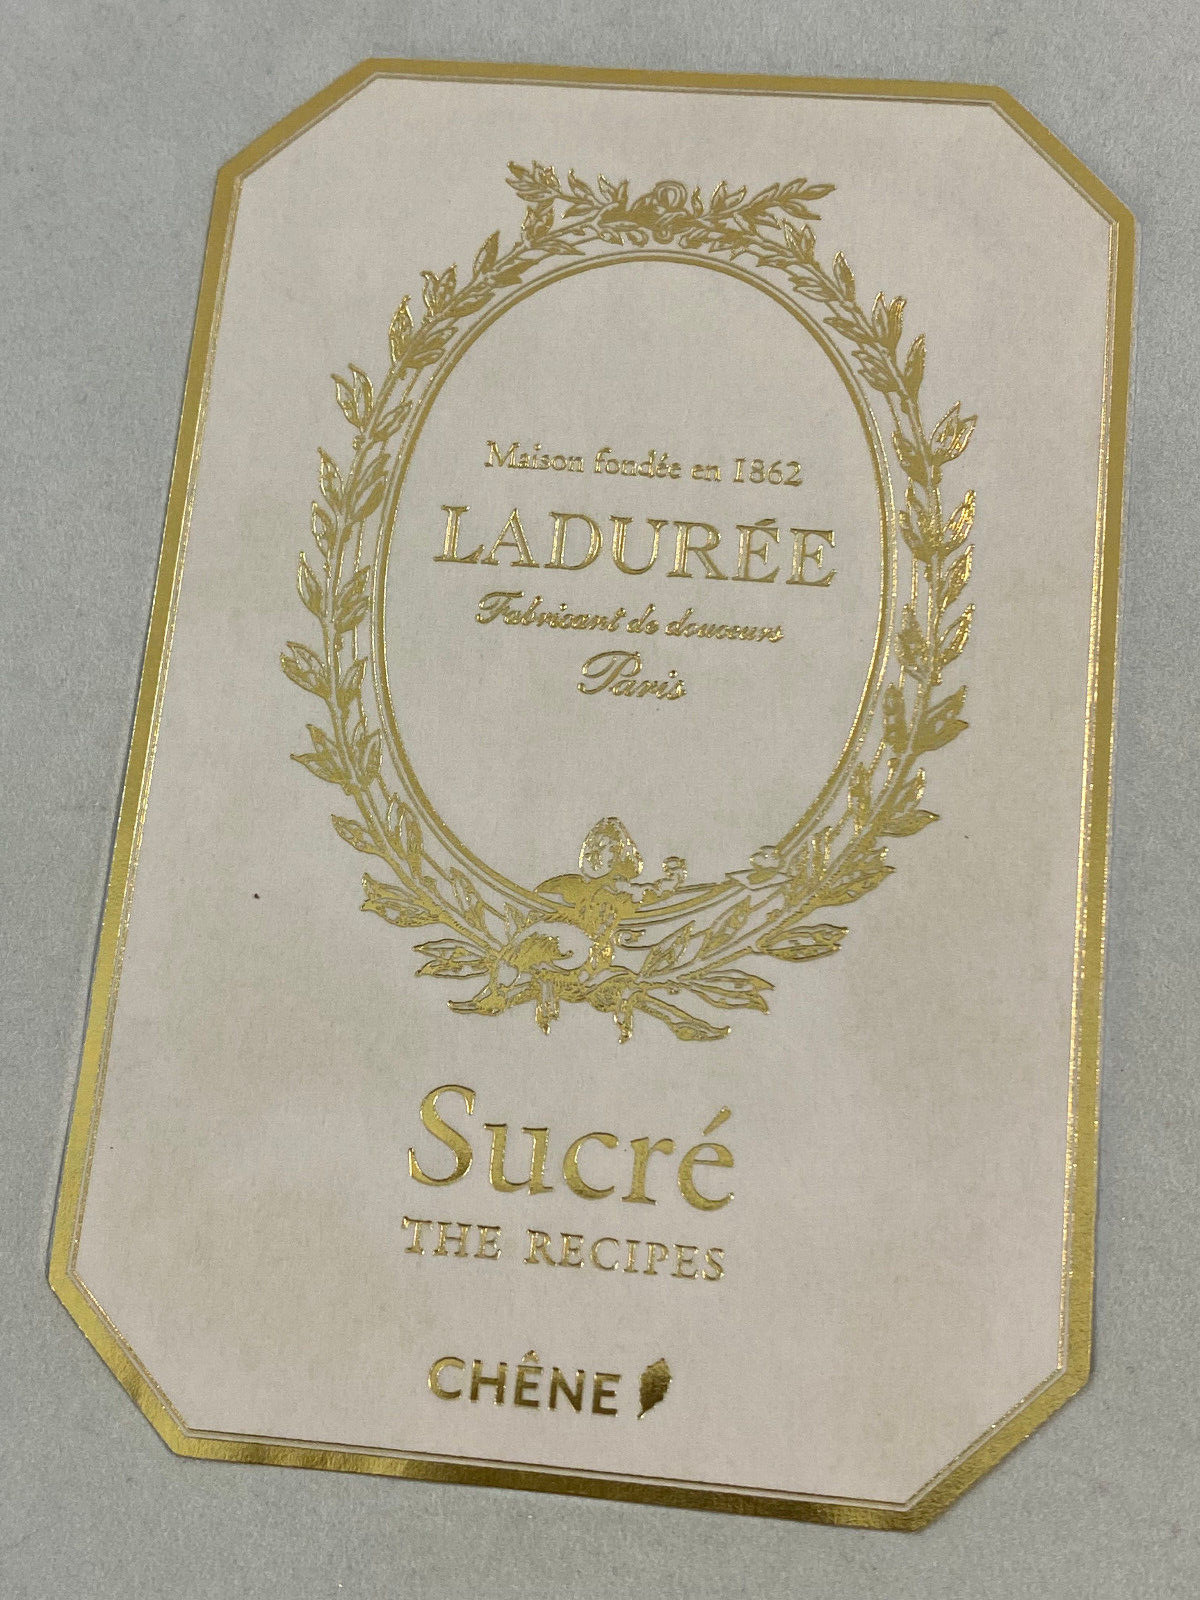 Maison fondée en 1862
LADURÉE
Fabricant de douceurs
Paris
Sucré
THE RECIPES
CHÊNE